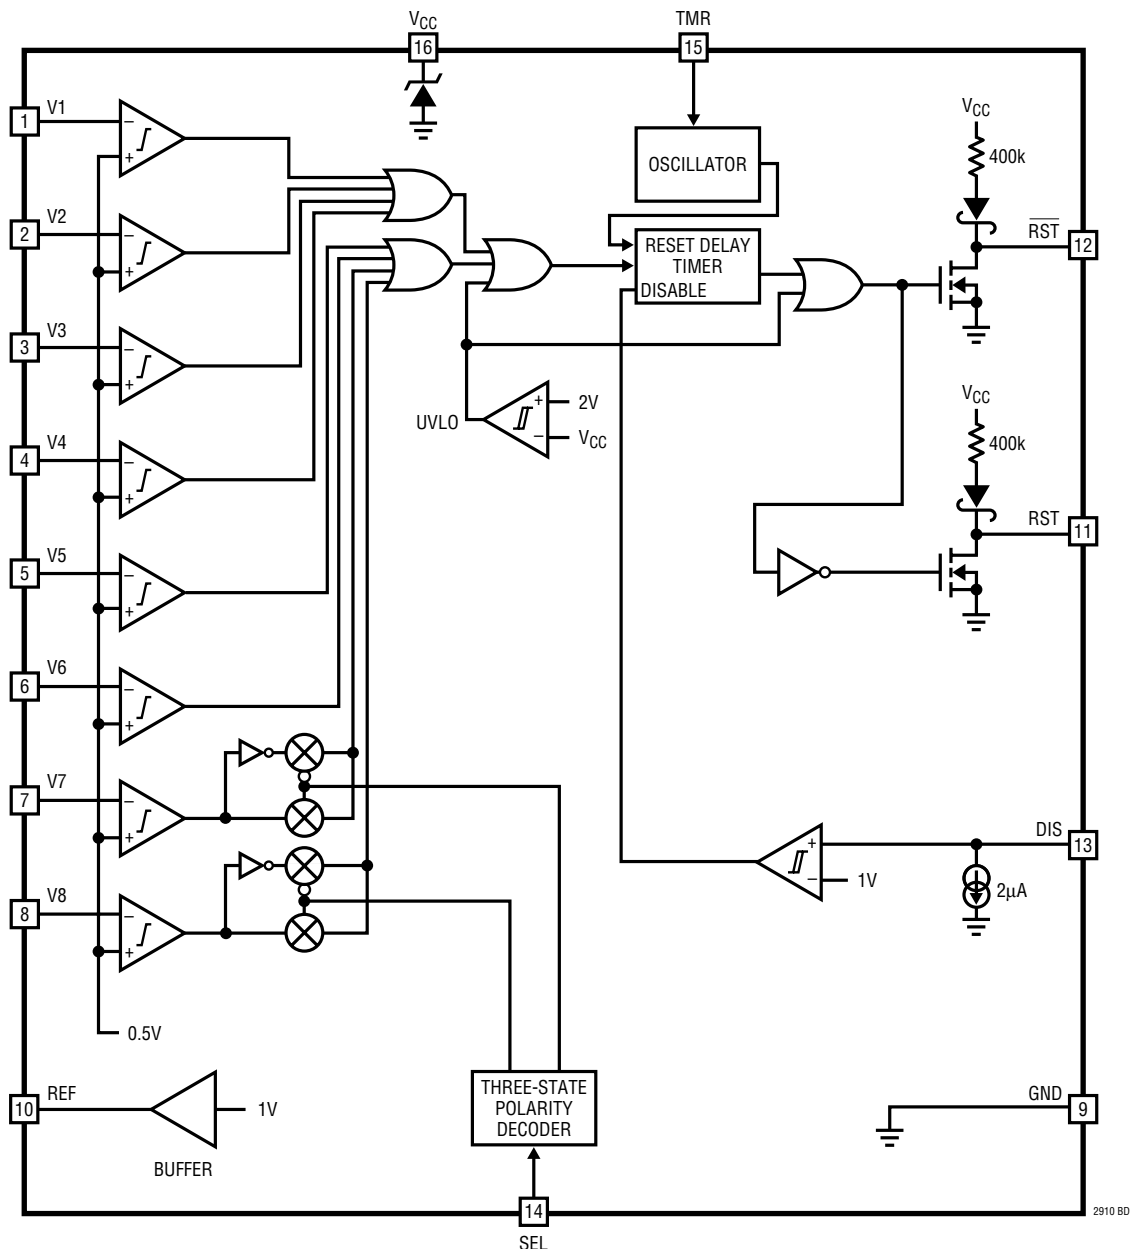 VCC
TMR
16
15
V1
1
–
+
VCC
400k
OSCILLATOR
V2
2
–
+
RST
12
RESET DELAY
TIMER
DISABLE
V3
3
–
+
UVLO
+
2V
–
VCC
VCC
400k
V4
4
–
+
RST
11
V5
5
–
+
V6
6
–
+
V7
7
–
+
DIS
13
+
–
1V
2µA
V8
8
–
+
0.5V
REF
10
1V
BUFFER
THREE-STATE
POLARITY
DECODER
GND
9
14
SEL
2910 BD